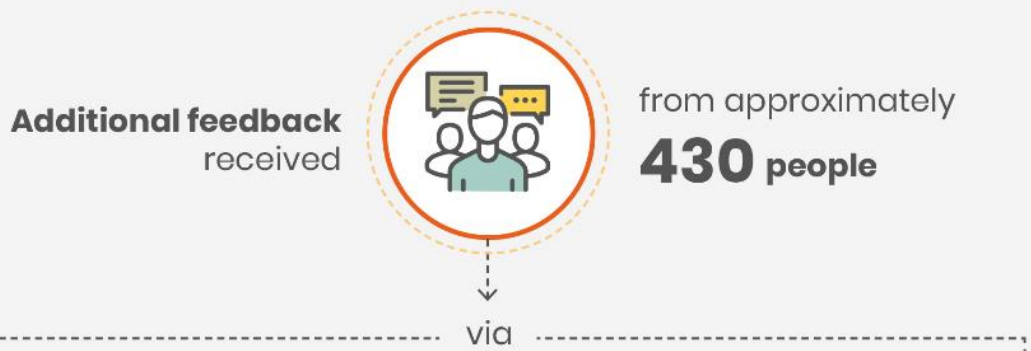 Additional feedback
received
from approximately
430 people
via